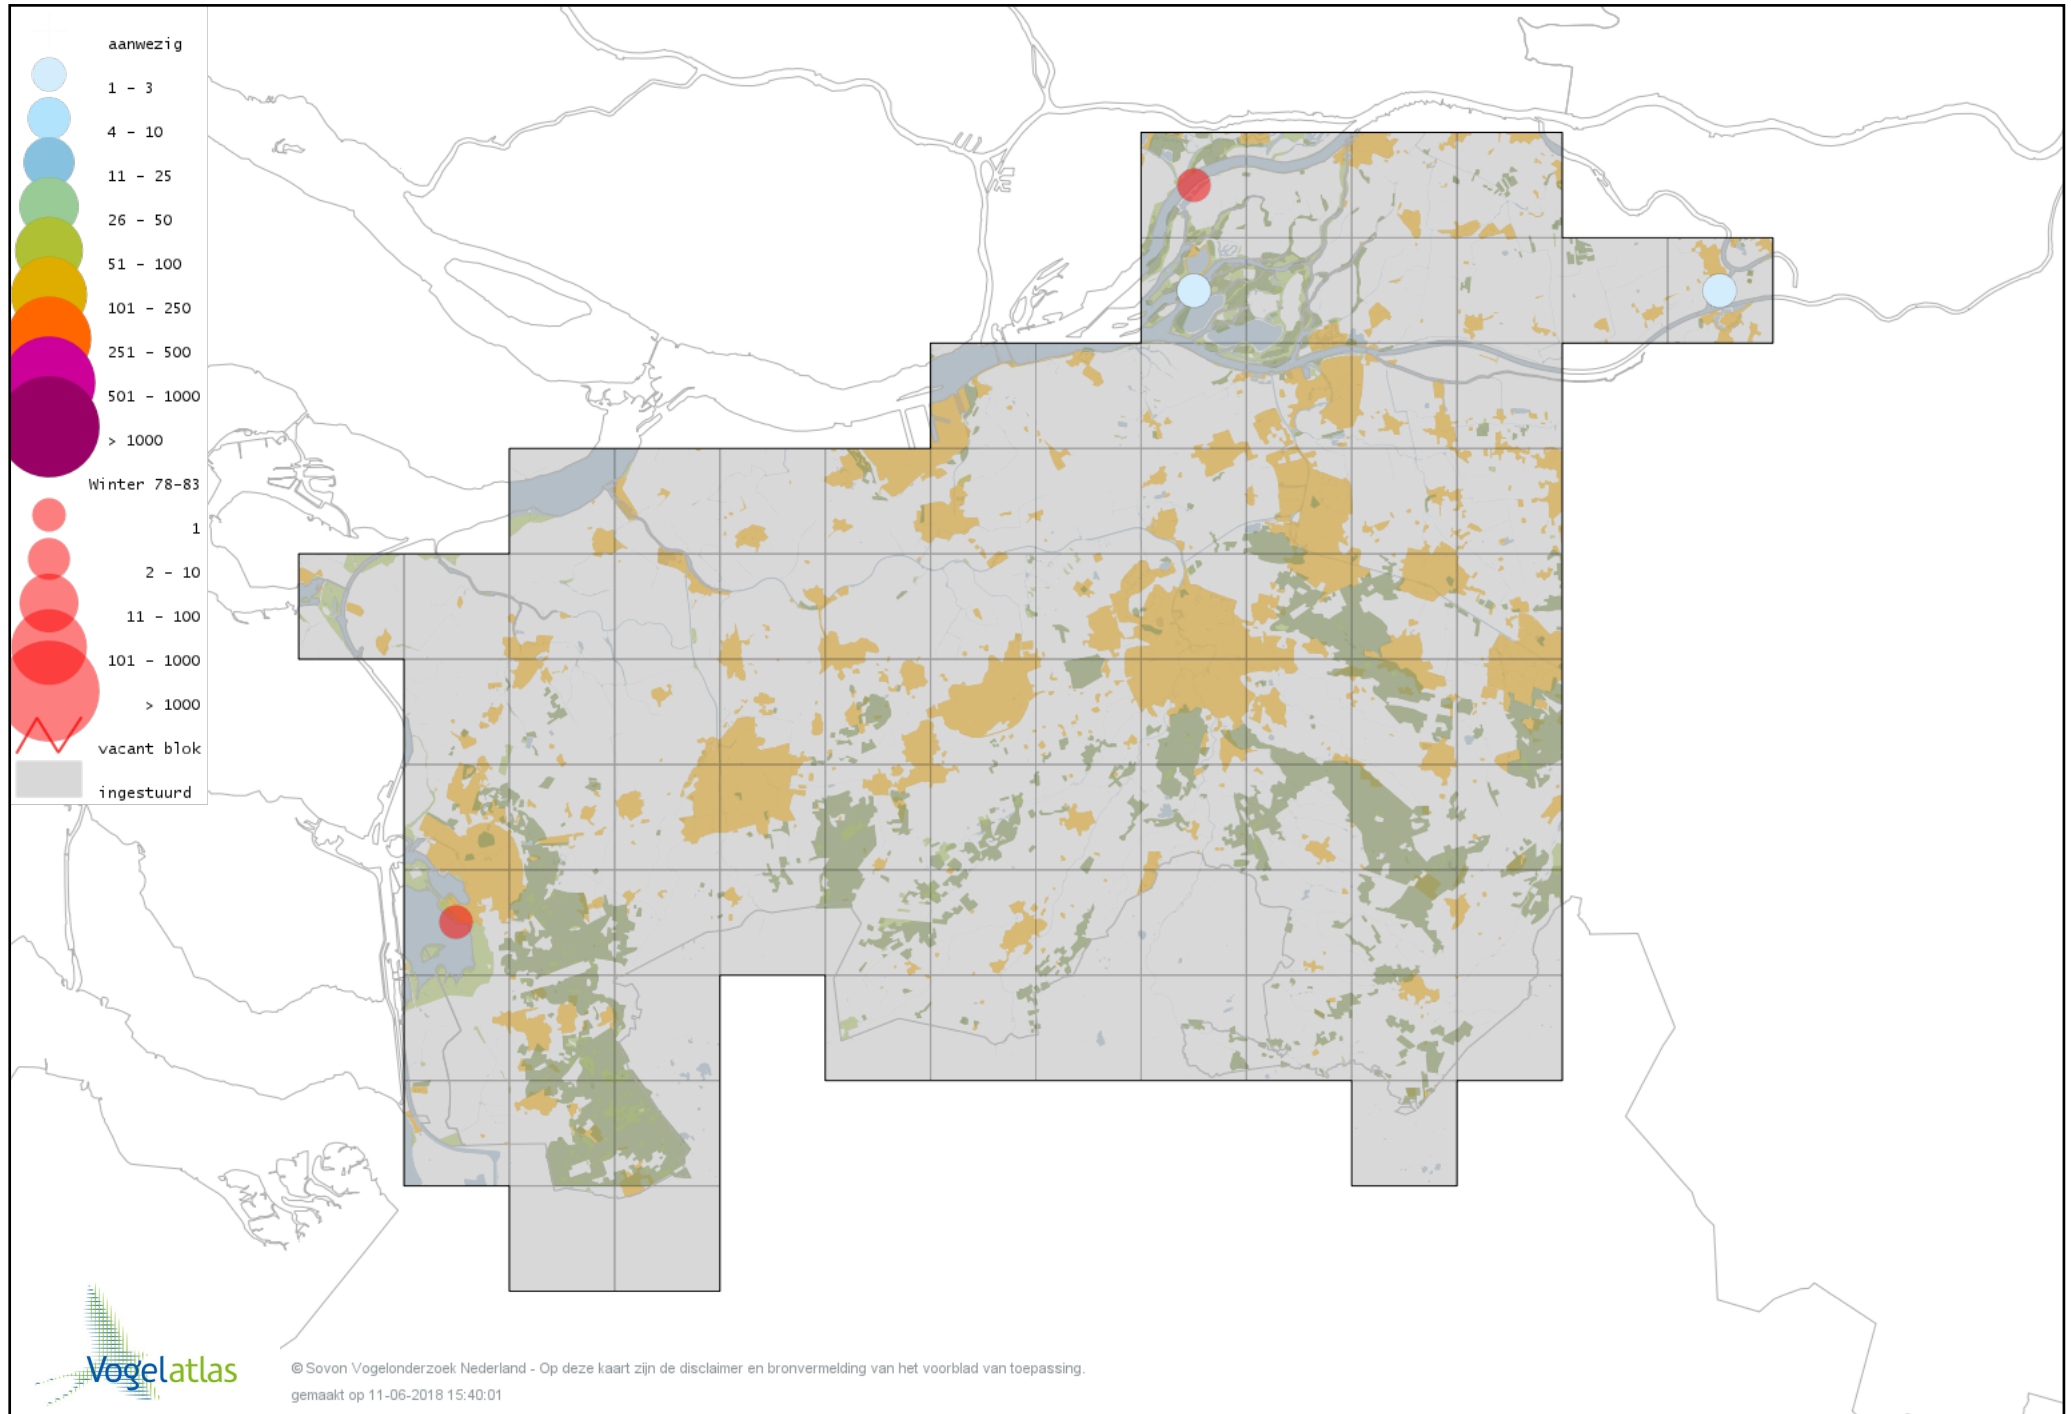 aanwezig
1 - 3
4 - 10
11 - 25
26 - 50
51 - 100
101 - 250
251 - 500
501 - 1000
> 1000
Winter 78-83
1
2 - 10
11 - 100
101 - 1000
> 1000
vacant blok
ingestuurd
Vogelatlas
© Sovon Vogelonderzoek Nederland - Op deze kaart zijn de disclaimer en bronvermelding van het voorblad van toepassing.
gemaakt op 11-06-2018 15:40:01